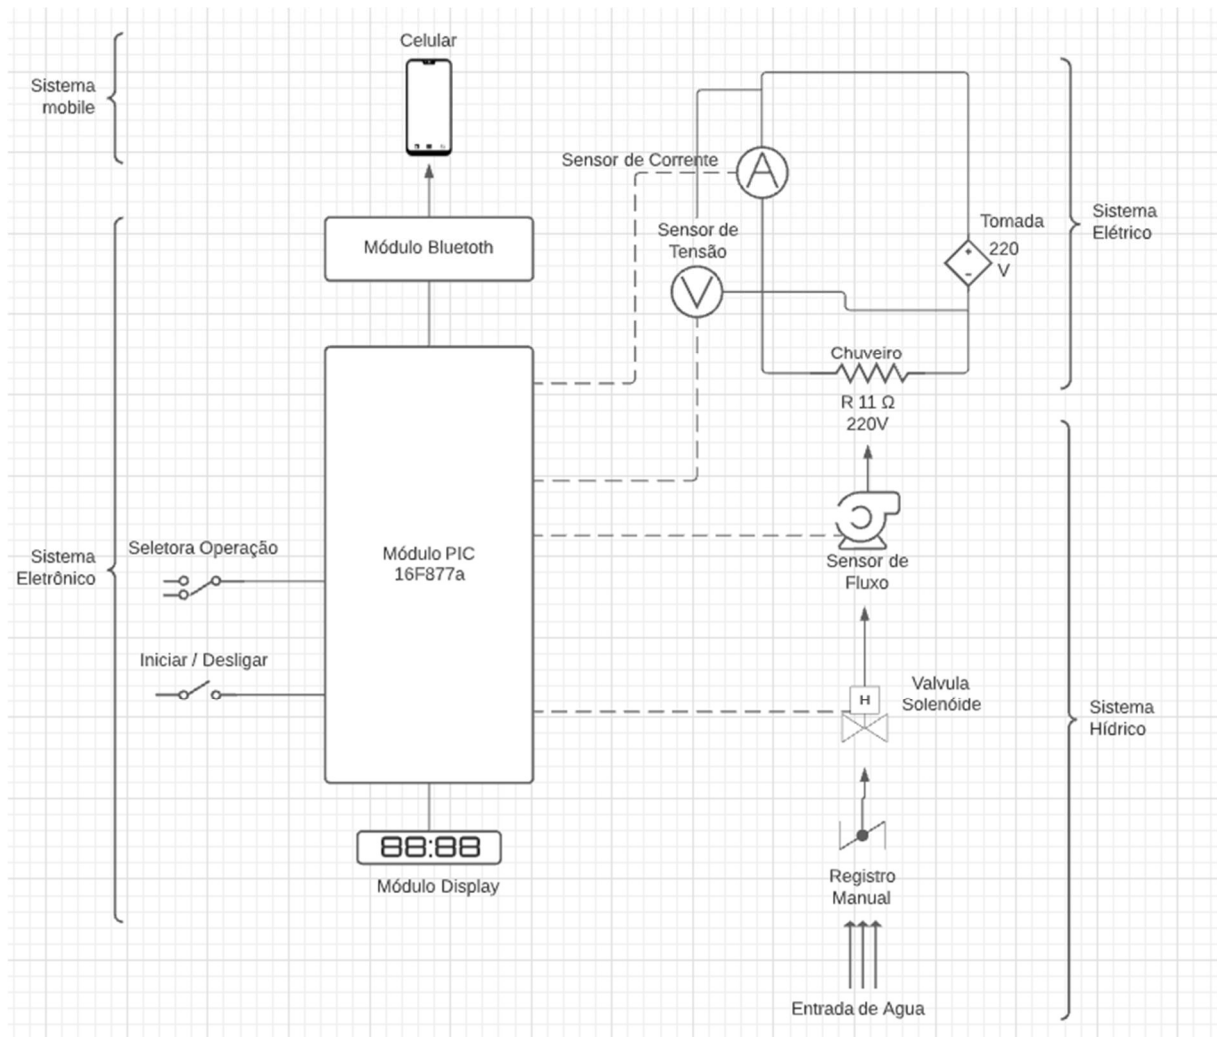 Celular
Sistema
mobile
Sensor de Corrente
A
Tomada
220
V
Sistema
Elétrico
Módulo Bluetoth
Sensor de
Tensão
V
Chuveiro
R 11 Ω
220V
Sistema
Eletrônico
Seletora Operação
Módulo PIC
16F877a
Sensor de
Fluxo
Iniciar / Desligar
H
Valvula
Solenóide
Sistema
Hídrico
88:88
Módulo Display
Registro
Manual
Entrada de Agua